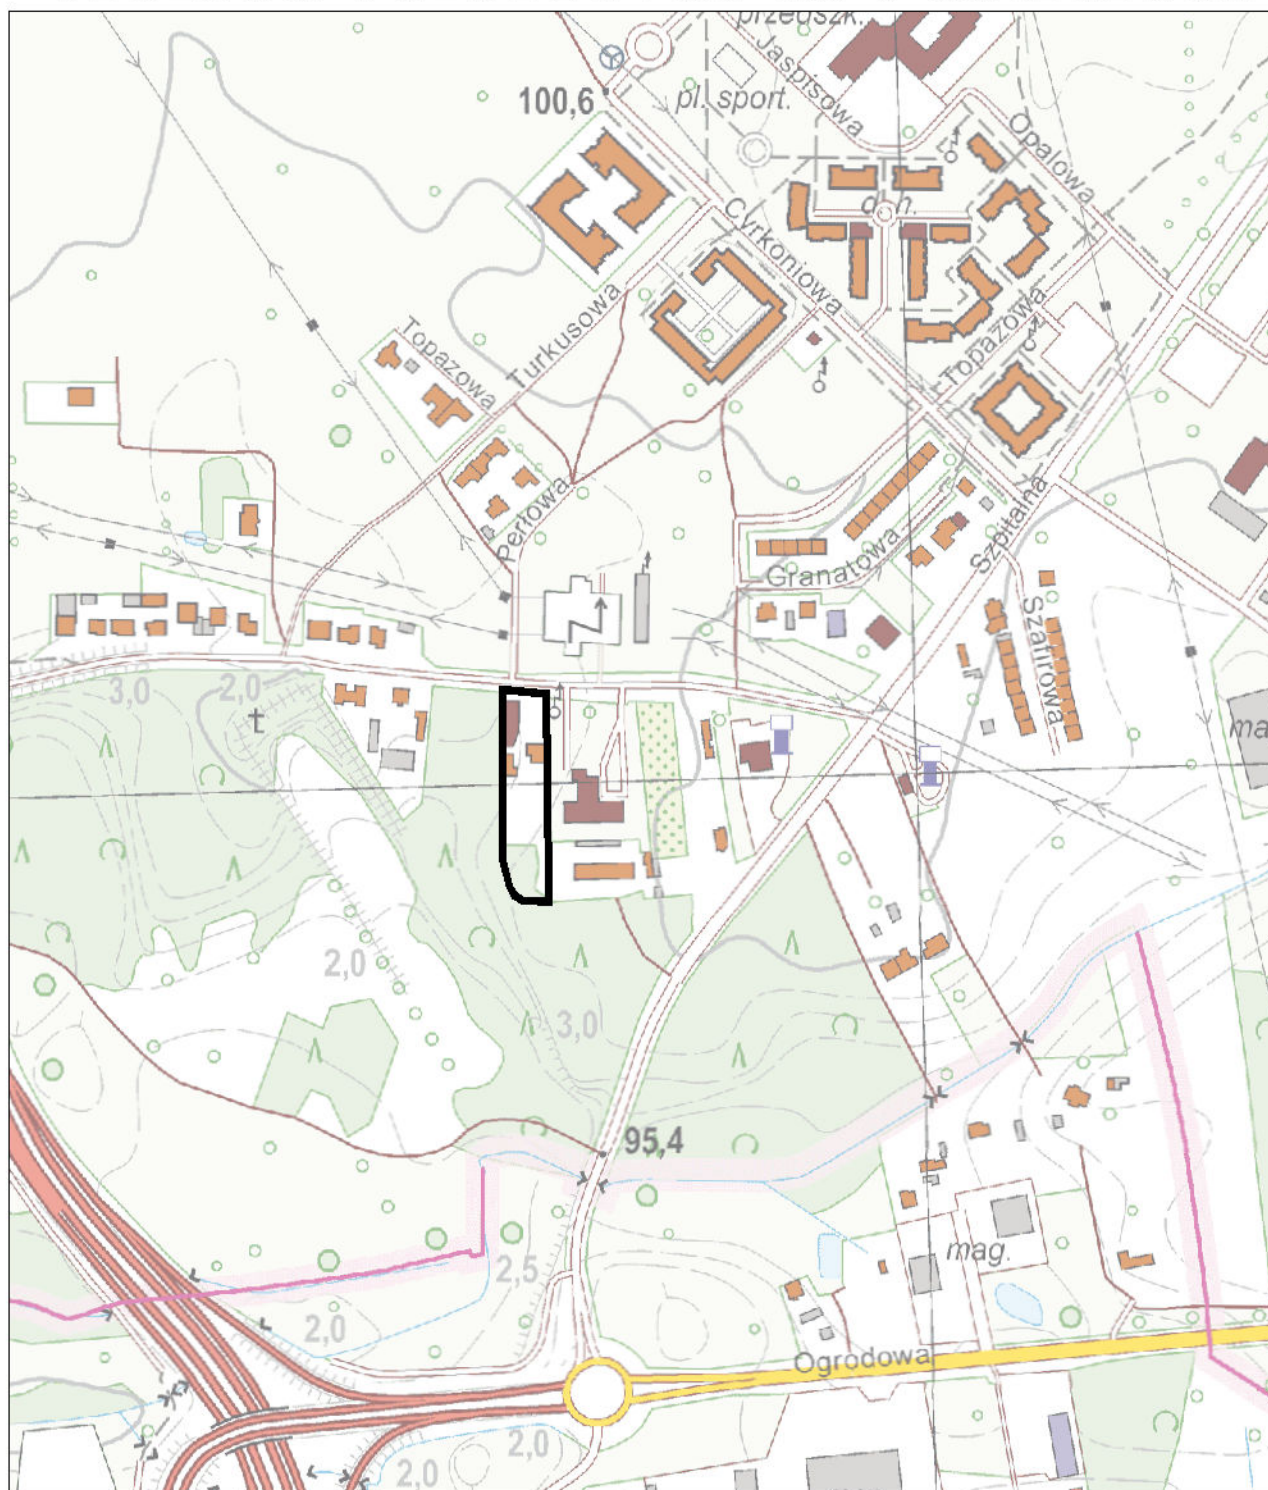 przedszk.
Jaspisowa
pl. sport.
100,6
Opalowa
Cyrkoniowa
Topazowa
Turkusowa
Topazowa
Perłowa
Granatowa
Szpitalna
Szafirowa
3,0
2,0
t
ma
2,0
3,0
95,4
2,5
mag.
2,0
Ogrodowa
2,0
2,0